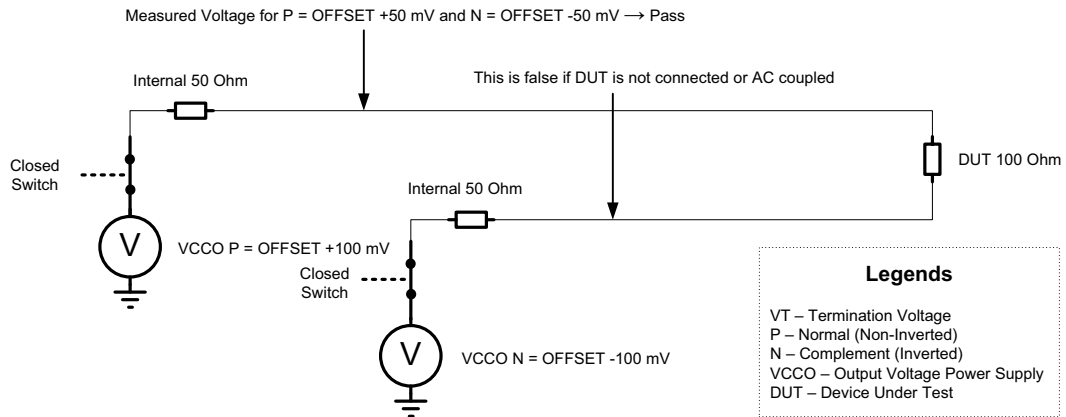 Measured Voltage for P = OFFSET +50 mV and N = OFFSET -50 mV → Pass
Internal 50 Ohm
This is false if DUT is not connected or AC coupled
Closed
Switch
DUT 100 Ohm
Internal 50 Ohm
V
VCCO P = OFFSET +100 mV
Closed
Switch
V
VCCO N = OFFSET -100 mV
Legends
VT – Termination Voltage
P – Normal (Non-Inverted)
N – Complement (Inverted)
VCCO – Output Voltage Power Supply
DUT – Device Under Test